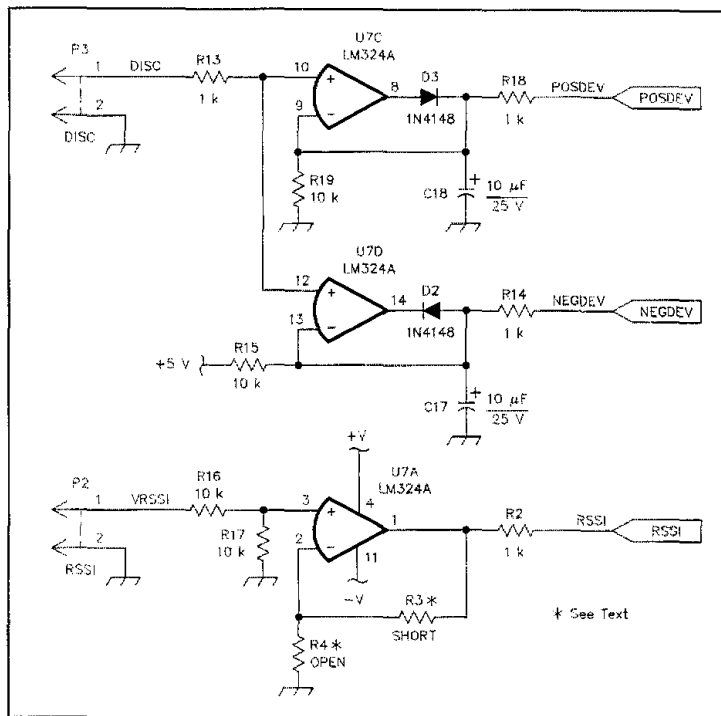 P3
1
DISC
2
DISC
R13
1 k
U7C
LM324A
10
+
9
−
8
D3
1N4148
R18
1 k
POSDEV
POSDEV
R19
10 k
C18
+
10 µF
25 V
U7D
LM324A
12
+
13
−
14
D2
1N4148
R14
1 k
NEGDEV
NEGDEV
+5 V
R15
10 k
C17
+
10 µF
25 V
P2
1
VRSSI
2
RSSI
R16
10 k
R17
10 k
+V
U7A
LM324A
3
+
2
−
4
11
1
−V
R2
1 k
RSSI
RSSI
R3*
SHORT
R4*
OPEN
* See Text